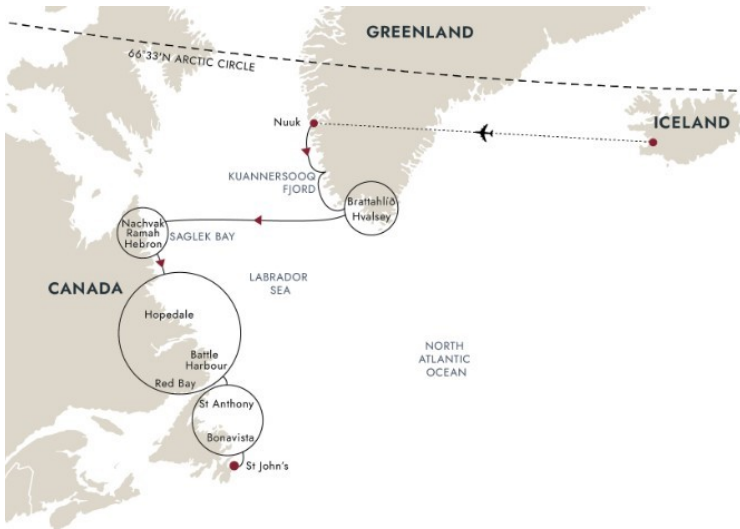 GREENLAND
66°33'N ARCTIC CIRCLE
Nuuk
ICELAND
KUANNERSOOQ
FJORD
Brattahlíð
Hvalsey
Nachvak
Ramah
Hebron
SAGLEK BAY
CANADA
LABRADOR
SEA
Hopedale
NORTH
ATLANTIC
OCEAN
Battle
Harbour
Red Bay
St Anthony
Bonavista
St John's